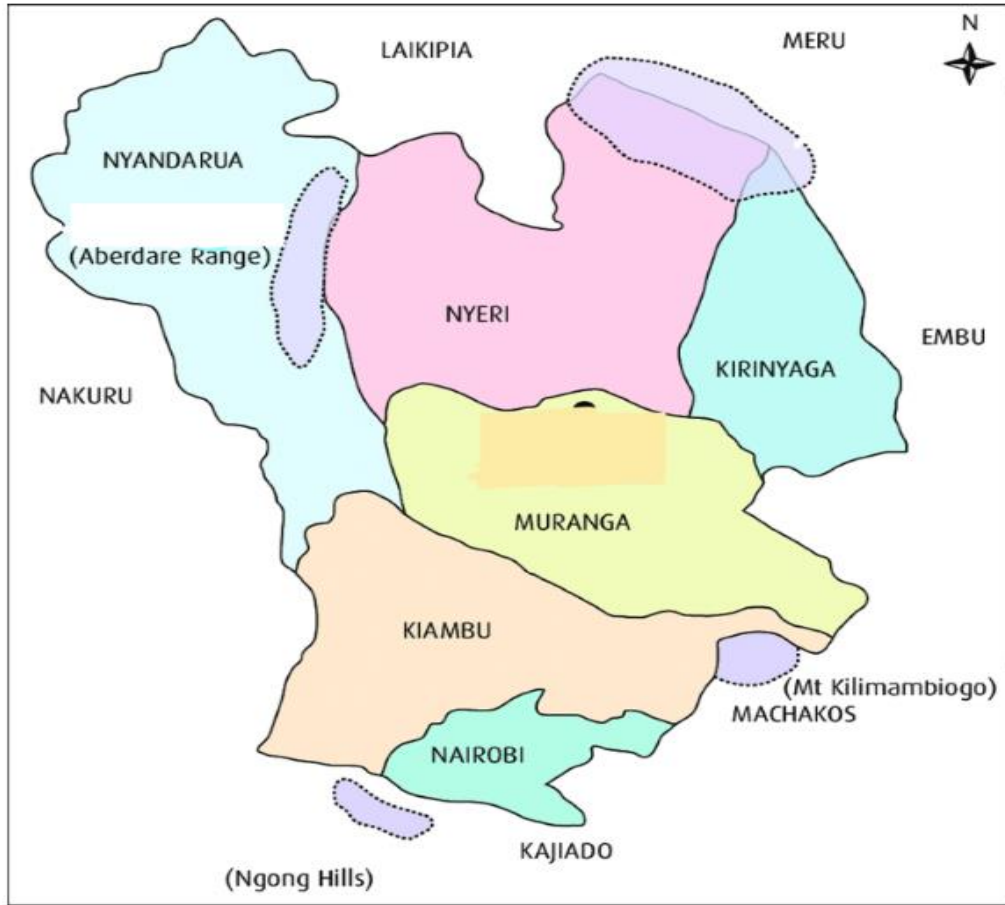 N
MERU
LAIKIPIA
NYANDARUA
(Aberdare Range)
NYERI
EMBU
KIRINYAGA
NAKURU
MURANGA
KIAMBU
(Mt Kilimambiogo)
MACHAKOS
NAIROBI
KAJIADO
(Ngong Hills)